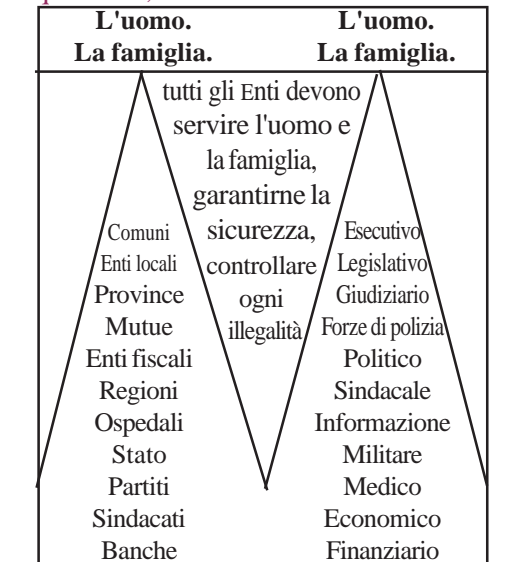 L'uomo.
La famiglia.
L'uomo.
La famiglia.
tutti gli Enti devono
servire l'uomo e
la famiglia,
garantirne la
sicurezza,
controllare
ogni
illegalità
Comuni
Enti locali
Province
Mutue
Enti fiscali
Regioni
Ospedali
Stato
Partiti
Sindacati
Banche
Esecutivo
Legislativo
Giudiziario
Forze di polizia
Politico
Sindacale
Informazione
Militare
Medico
Economico
Finanziario